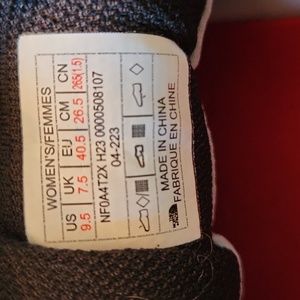 WOMEN'S/FEMMES
US UK EU CM CN
9.5 7.5 40.5 26.5 265(1.5)
NF0A4T2X H23 0000508107
04-223
MADE IN CHINA
FABRIQUE EN CHINE